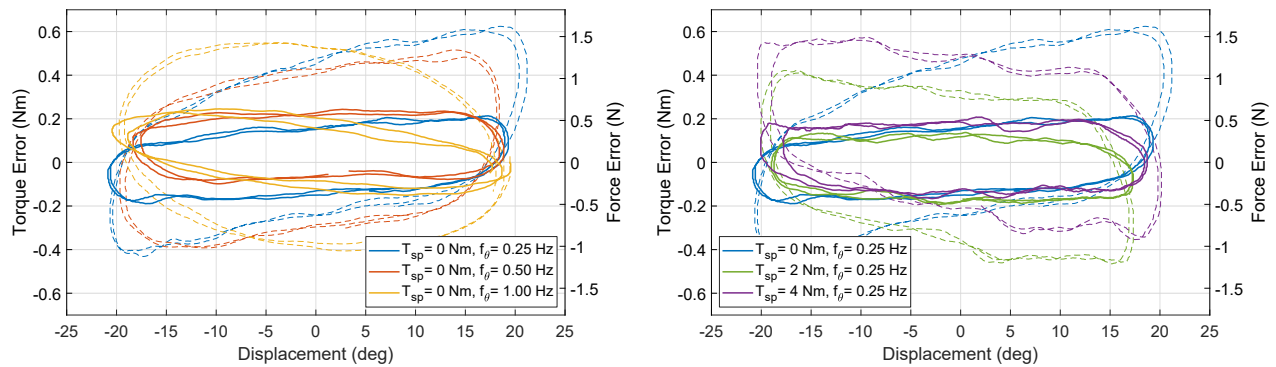 0.6
0.4
0.2
0
-0.2
-0.4
-0.6
Torque Error (Nm)
1.5
1
0.5
0
-0.5
-1
-1.5
Force Error (N)
T_sp= 0 Nm, f_θ= 0.25 Hz
T_sp= 0 Nm, f_θ= 0.50 Hz
T_sp= 0 Nm, f_θ= 1.00 Hz
-25 -20 -15 -10 -5 0 5 10 15 20 25
Displacement (deg)
0.6
0.4
0.2
0
-0.2
-0.4
-0.6
Torque Error (Nm)
1.5
1
0.5
0
-0.5
-1
-1.5
Force Error (N)
T_sp= 0 Nm, f_θ= 0.25 Hz
T_sp= 2 Nm, f_θ= 0.25 Hz
T_sp= 4 Nm, f_θ= 0.25 Hz
-25 -20 -15 -10 -5 0 5 10 15 20 25
Displacement (deg)